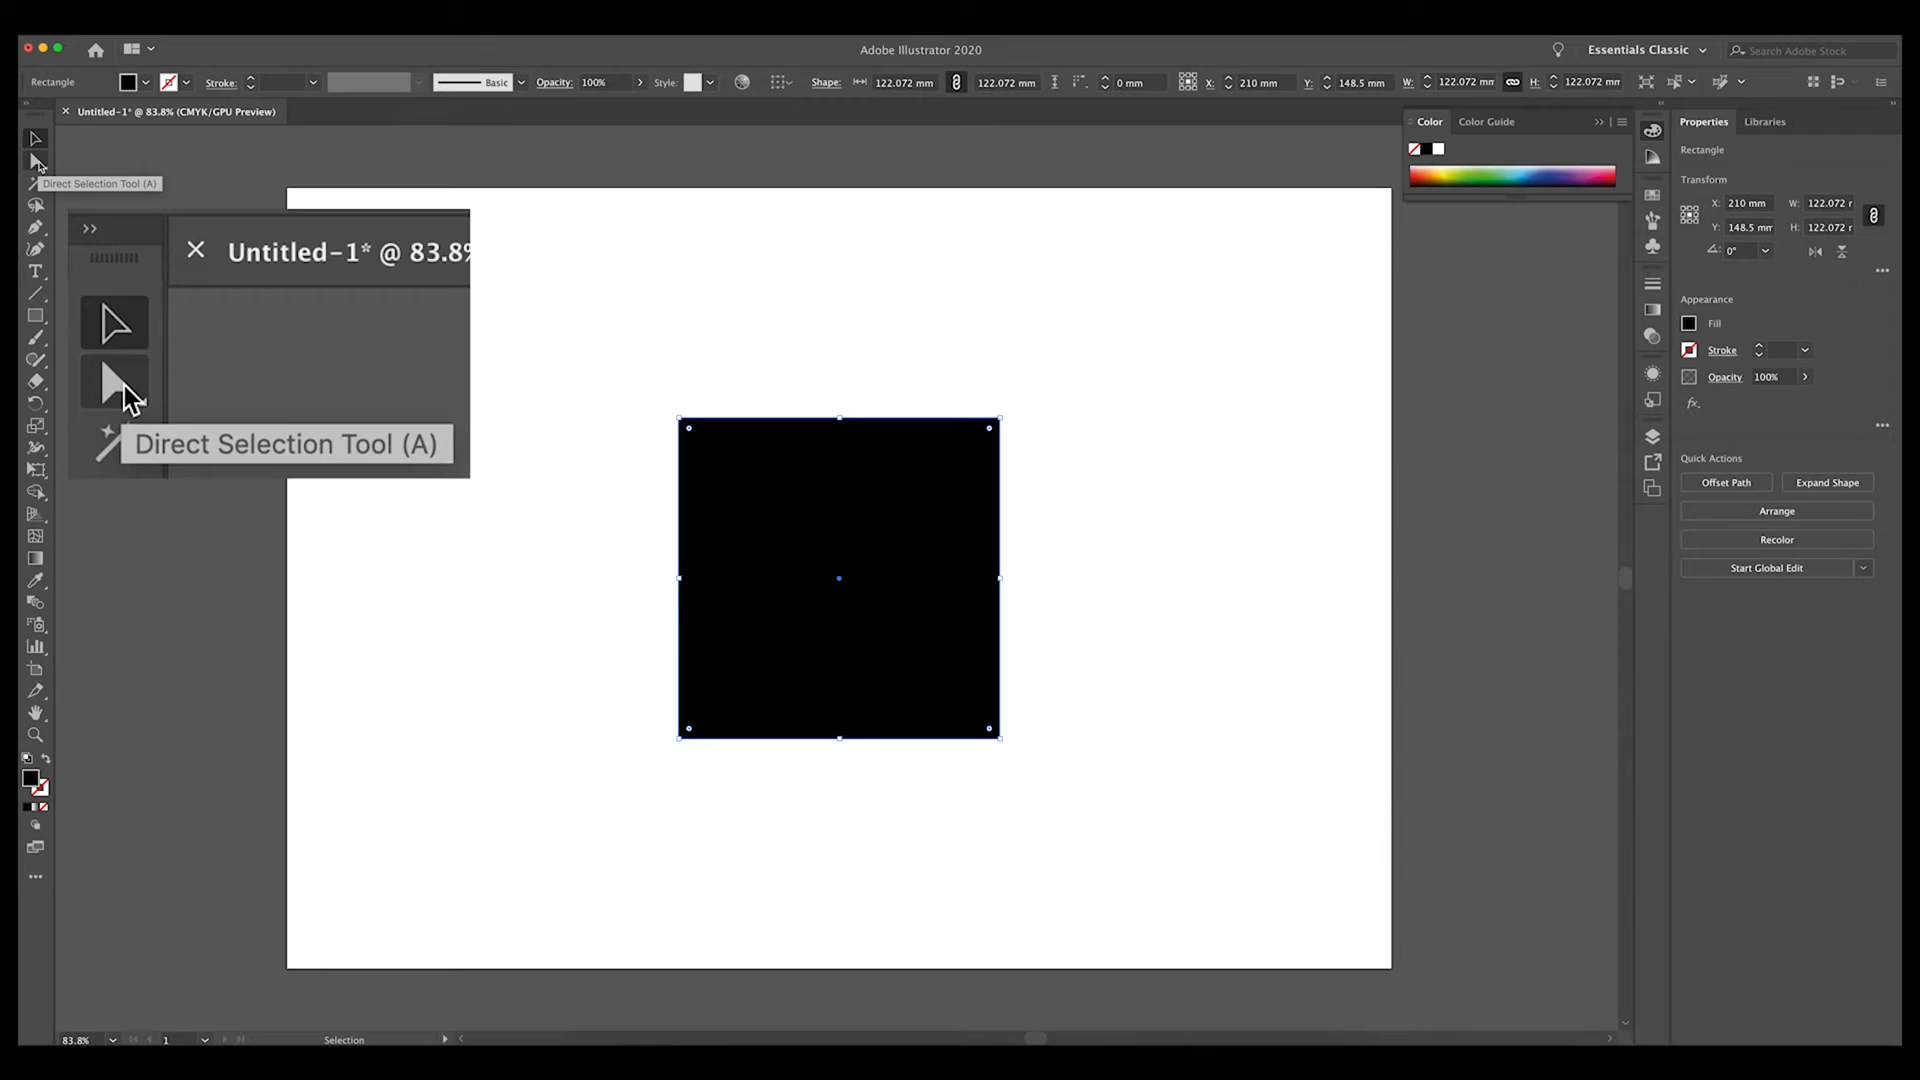 Adobe Illustrator 2020
Essentials Classic
Search Adobe Stock
Rectangle
Stroke:
Basic
Opacity: 100%
Style:
Shape: 122.072 mm 122.072 mm
0 mm
X: 210 mm
Y: 148.5 mm
W: 122.072 mm
H: 122.072 mm
Untitled-1* @ 83.8% (CMYK/GPU Preview)
Color
Color Guide
Properties
Libraries
Direct Selection Tool (A)
Rectangle
Transform
X: 210 mm W: 122.072 r
Y: 148.5 mm H: 122.072 r
0°
Untitled-1* @ 83.8%
Direct Selection Tool (A)
Appearance
Fill
Stroke
Opacity 100%
fx.
Quick Actions
Offset Path
Expand Shape
Arrange
Recolor
Start Global Edit
83.8%
1
Selection